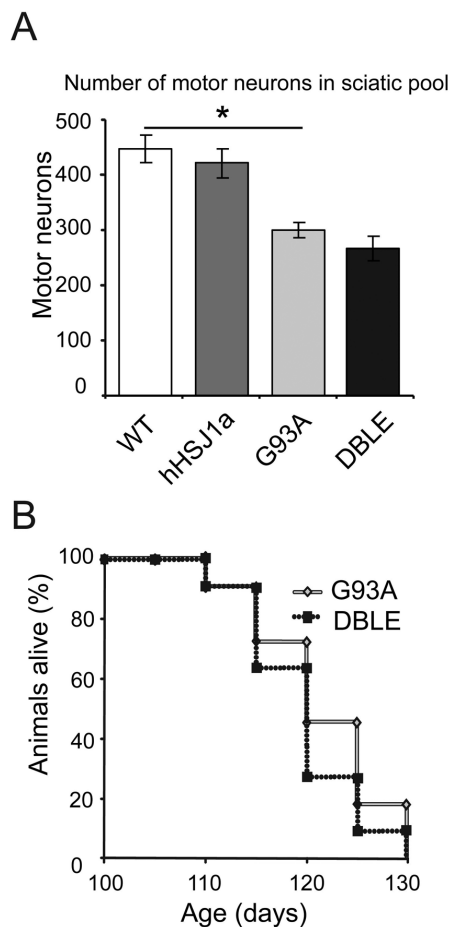 A
Number of motor neurons in sciatic pool
*
500
400
300
200
100
0
Motor neurons
WT
hHSJ1a
G93A
DBLE
B
100
80
60
40
20
0
Animals alive (%)
G93A
DBLE
100
110
120
130
Age (days)